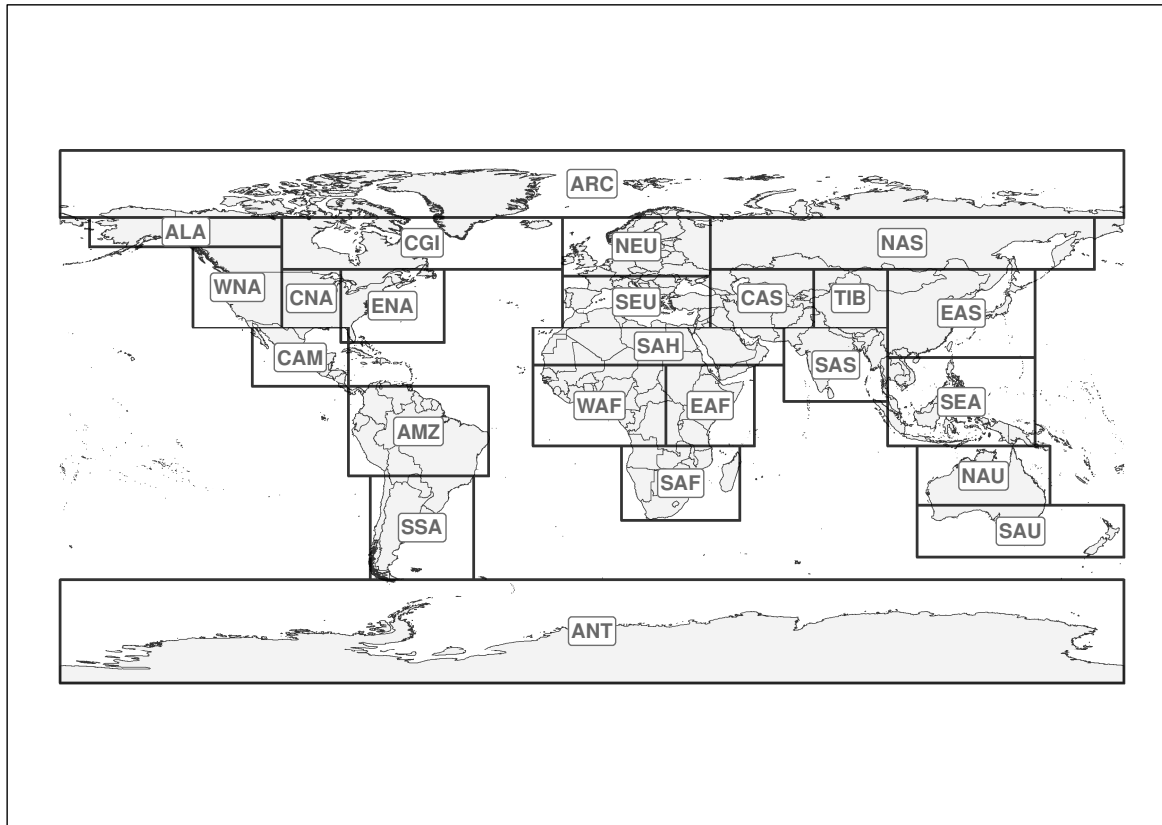 ARC
ALA
CGI
NEU
NAS
WNA
CNA
ENA
SEU
CAS
TIB
EAS
CAM
SAH
SAS
AMZ
WAF
EAF
SEA
SSA
SAF
NAU
SAU
ANT